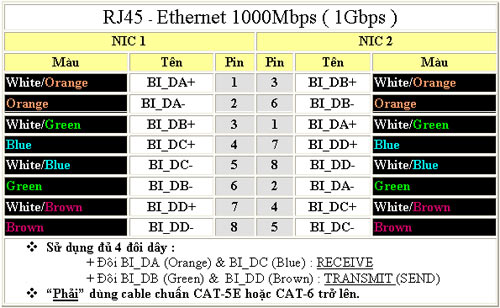 RJ45 - Ethernet 1000Mbps ( 1Gbps )
NIC 1 NIC 2
Màu Tên Pin Pin Tên Màu
White/Orange BI_DA+ 1 3 BI_DB+ White/Orange
Orange BI_DA- 2 6 BI_DB- Orange
White/Green BI_DB+ 3 1 BI_DA+ White/Green
Blue BI_DC+ 4 7 BI_DD+ Blue
White/Blue BI_DC- 5 8 BI_DD- White/Blue
Green BI_DB- 6 2 BI_DA- Green
White/Brown BI_DD+ 7 4 BI_DC+ White/Brown
Brown BI_DD- 8 5 BI_DC- Brown
❖ Sử dụng đủ 4 đôi dây :
+ Đôi BI_DA (Orange) & BI_DC (Blue) : RECEIVE
+ Đôi BI_DB (Green) & BI_DD (Brown) : TRANSMIT (SEND)
❖ “Phải” dùng cable chuẩn CAT-5E hoặc CAT-6 trở lên.